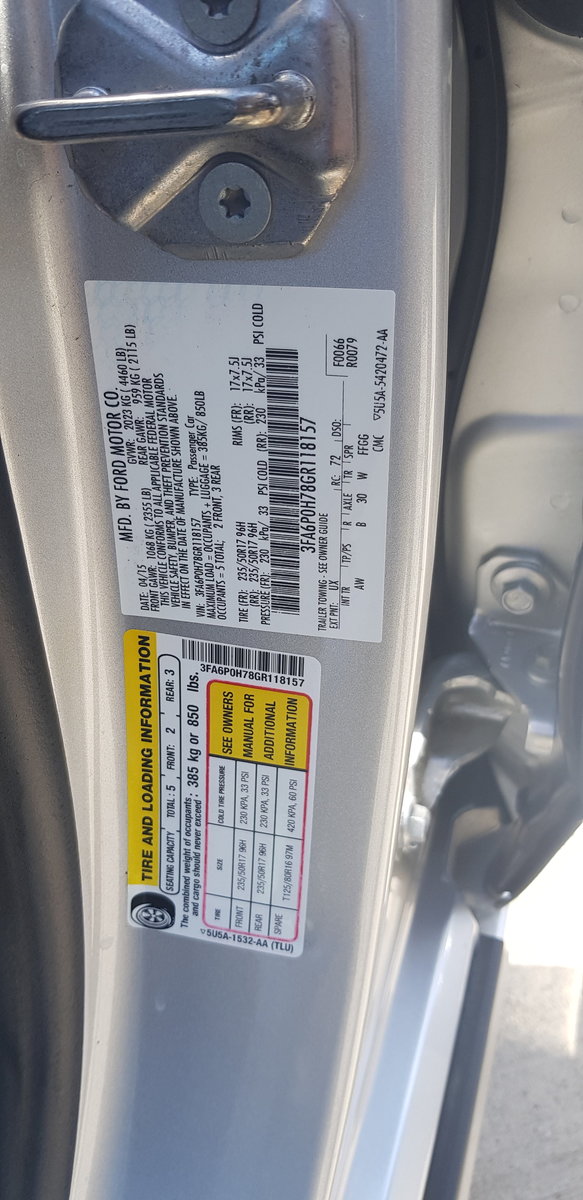 MFD. BY FORD MOTOR CO.
DATE: 04/15 GVWR: 2023 KG ( 4460 LB)
FRONT GAWR: 1068 KG ( 2355 LB) REAR GAWR: 959 KG ( 2115 LB)
THIS VEHICLE CONFORMS TO ALL APPLICABLE FEDERAL MOTOR
VEHICLE SAFETY, BUMPER, AND THEFT PREVENTION STANDARDS
IN EFFECT ON THE DATE OF MANUFACTURE SHOWN ABOVE.
VIN: 3FA6P0H78GR118157 TYPE: Passenger Car
MAXIMUM LOAD = OCCUPANTS + LUGGAGE = 385KG/ 850LB
OCCUPANTS = 5 TOTAL; 2 FRONT, 3 REAR
TIRE (FR): 235/50R17 96H RIMS (FR): 17x7.5J
(RR): 235/50R17 96H (RR): 17x7.5J
PRESSURE (FR): 230 kPa/ 33 PSI COLD (RR): 230 kPa/ 33 PSI COLD
3FA6P0H78GR118157
F0066
R0079
TRAILER TOWING - SEE OWNER GUIDE
EXT PNT: UX RC: 72 DSO:
INT TR TP/PS R AXLE TR SPR
AW B 30 W FFGG
CMC ▽5U5A-5420472-AA
TIRE AND LOADING INFORMATION
SEATING CAPACITY TOTAL : 5 FRONT: 2 REAR: 3
The combined weight of occupants and cargo should never exceed : 385 kg or 850 lbs.
3FA6P0H78GR118157
TIRE SIZE COLD TIRE PRESSURE SEE OWNERS
FRONT 235/50R17 96H 230 KPA, 33 PSI MANUAL FOR
REAR 235/50R17 96H 230 KPA, 33 PSI ADDITIONAL
SPARE T125/80R16 97M 420 KPA, 60 PSI INFORMATION
▽5U5A-1532-AA (TLU)